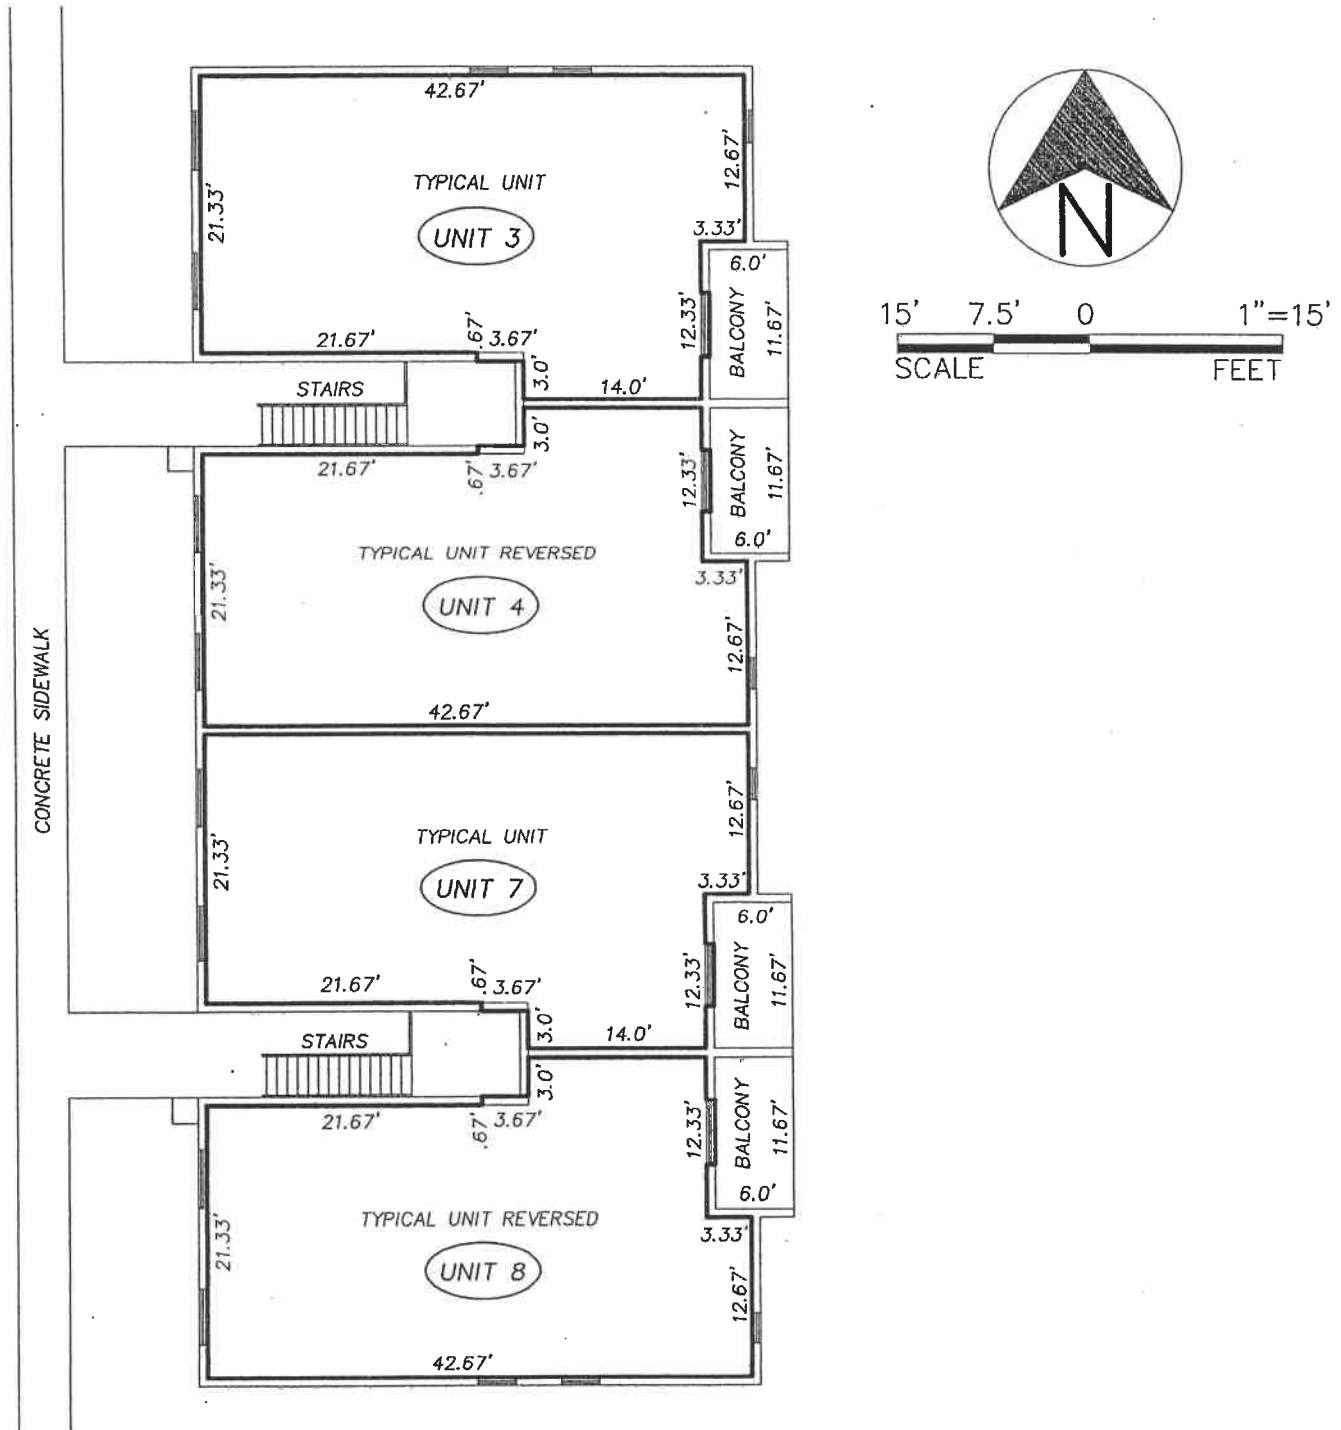 42.67'
TYPICAL UNIT
UNIT 3
21.33'
12.67'
3.33'
6.0'
BALCONY
11.67'
12.33'
21.67'
.67'
3.67'
3.0'
14.0'
STAIRS
3.0'
21.67'
.67'
3.67'
12.33'
BALCONY
11.67'
6.0'
3.33'
TYPICAL UNIT REVERSED
UNIT 4
21.33'
12.67'
42.67'
CONCRETE SIDEWALK
TYPICAL UNIT
UNIT 7
21.33'
12.67'
3.33'
6.0'
BALCONY
11.67'
12.33'
21.67'
.67'
3.67'
3.0'
14.0'
STAIRS
3.0'
21.67'
.67'
3.67'
12.33'
BALCONY
11.67'
6.0'
3.33'
TYPICAL UNIT REVERSED
UNIT 8
21.33'
12.67'
42.67'
N
15' 7.5' 0 1"=15'
SCALE FEET